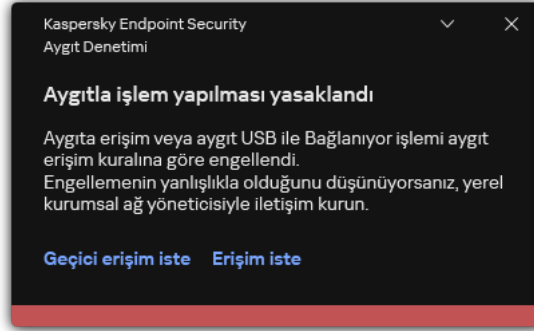 Kaspersky Endpoint Security
Aygıt Denetimi
Aygıtla işlem yapılması yasaklandı
Aygıta erişim veya aygıt USB ile Bağlanıyor işlemi aygıt
erişim kuralına göre engellendi.
Engellemenin yanlışlıkla olduğunu düşünüyorsanız, yerel
kurumsal ağ yöneticisiyle iletişim kurun.
Geçici erişim iste Erişim iste